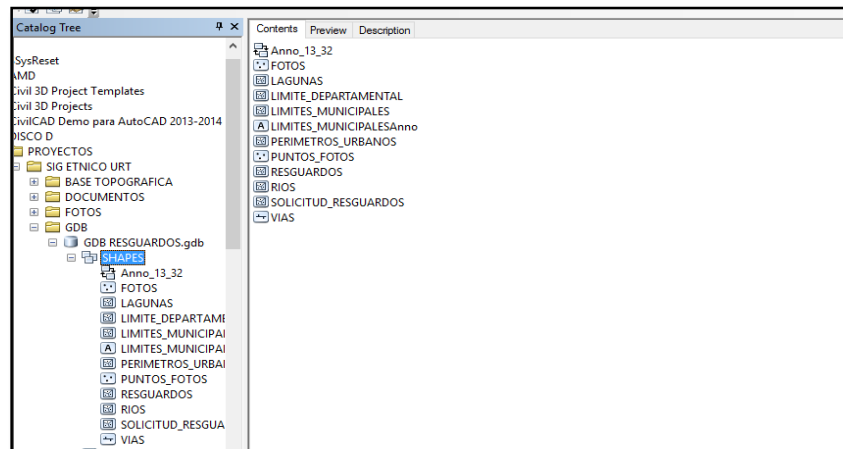 Catalog Tree
SysReset
AMD
Civil 3D Project Templates
Civil 3D Projects
CivilCAD Demo para AutoCAD 2013-2014
DISCO D
PROYECTOS
SIG ETNICO URT
BASE TOPOGRAFICA
DOCUMENTOS
FOTOS
GDB
GDB RESGUARDOS.gdb
SHAPES
Anno_13_32
FOTOS
LAGUNAS
LIMITE_DEPARTAME
LIMITES_MUNICIPAI
A LIMITES_MUNICIPAI
PERIMETROS_URBAI
PUNTOS_FOTOS
RESGUARDOS
RIOS
SOLICITUD_RESGUA
VIAS
Contents Preview Description
Anno_13_32
FOTOS
LAGUNAS
LIMITE_DEPARTAMENTAL
LIMITES_MUNICIPALES
A LIMITES_MUNICIPALESAnno
PERIMETROS_URBANOS
PUNTOS_FOTOS
RESGUARDOS
RIOS
SOLICITUD_RESGUARDOS
VIAS